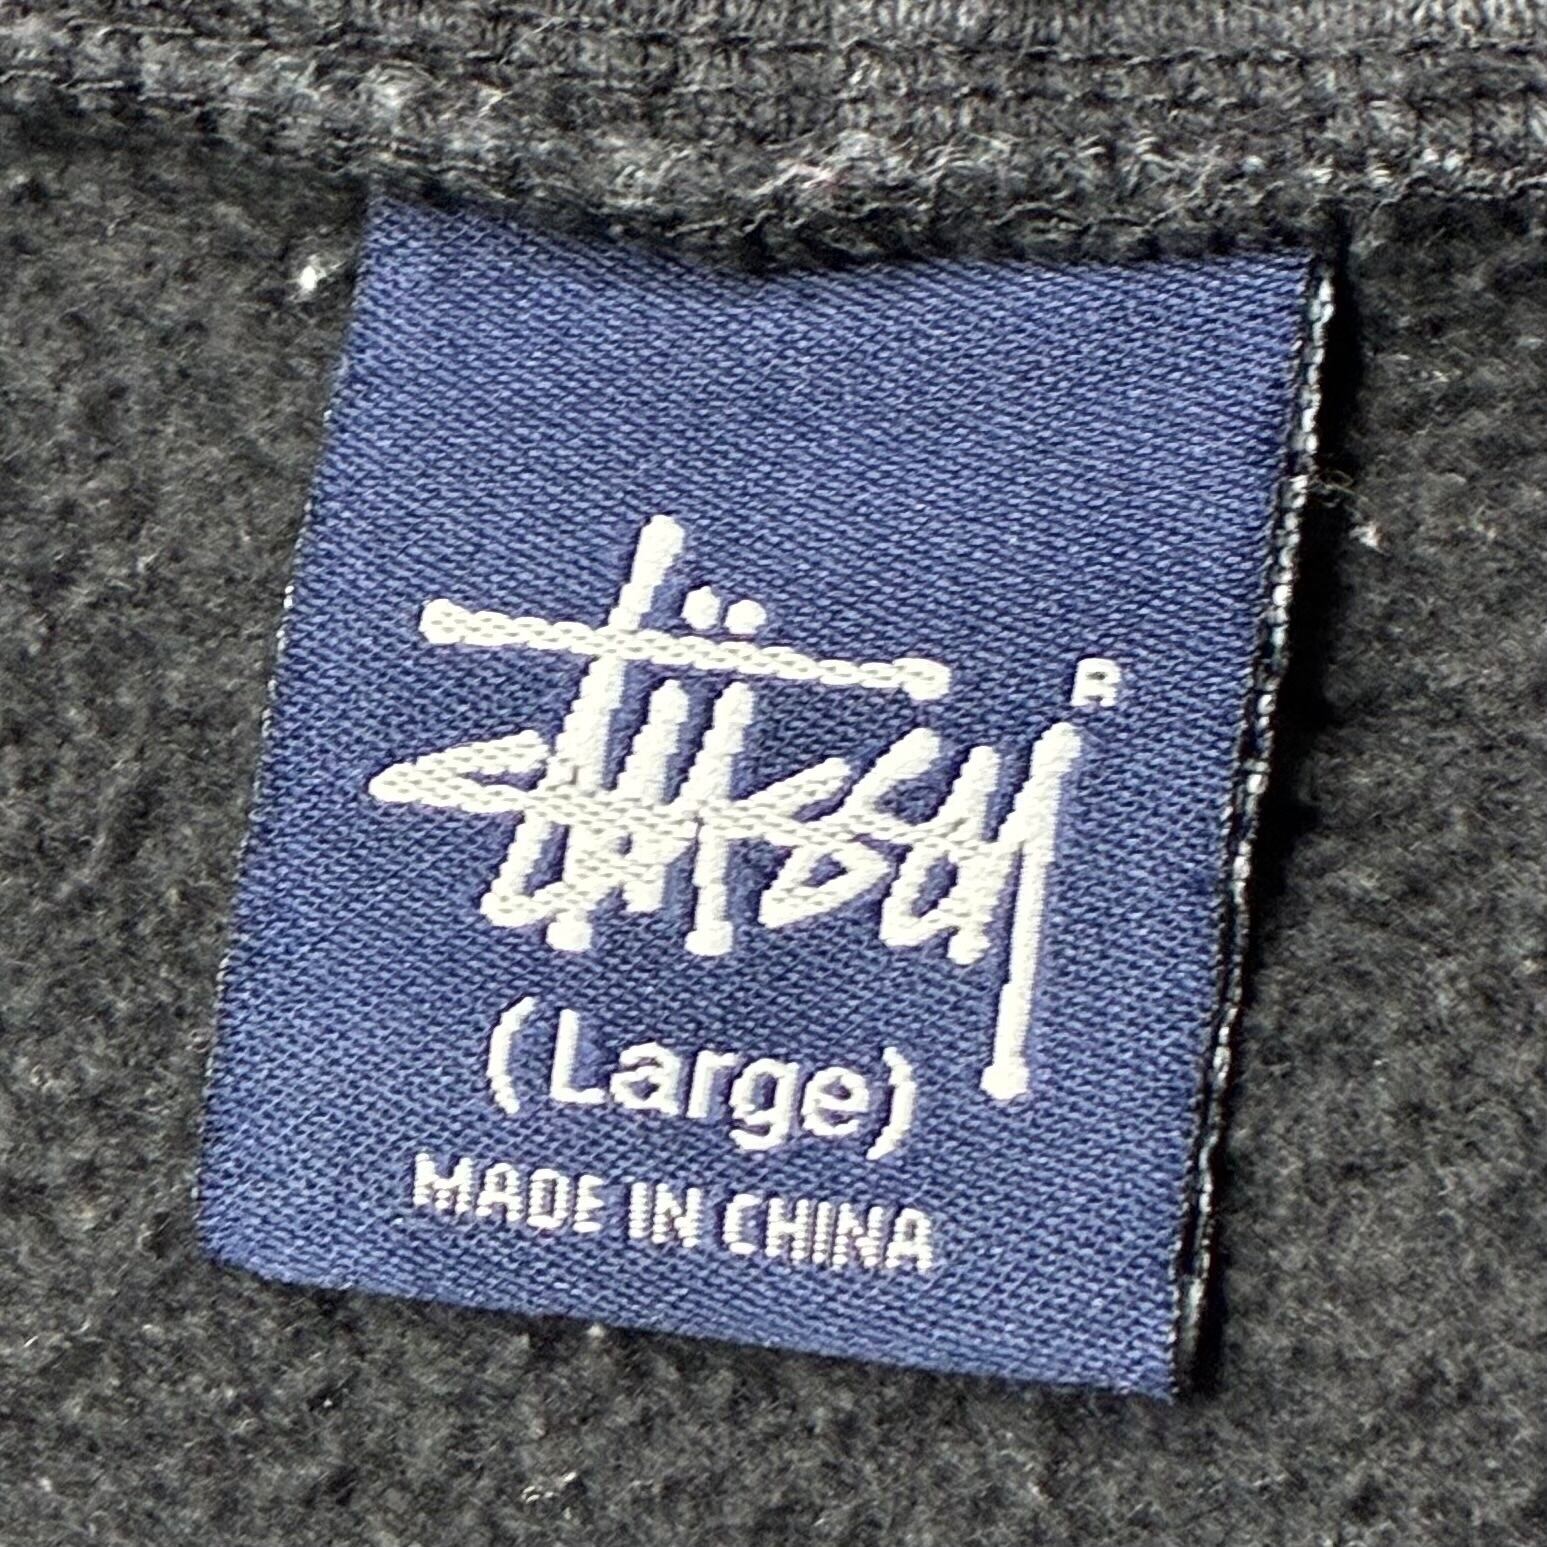 Stüssy
R
(Large)
MADE IN CHINA